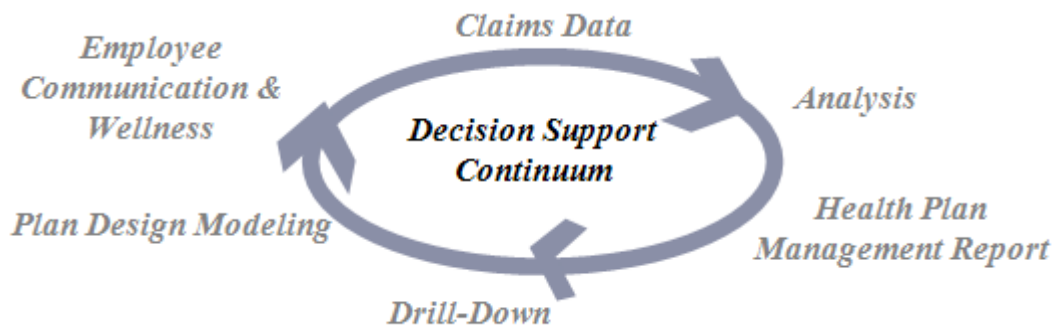 Claims Data
Employee
Communication &
Wellness
Analysis
Decision Support
Continuum
Health Plan
Management Report
Plan Design Modeling
Drill-Down